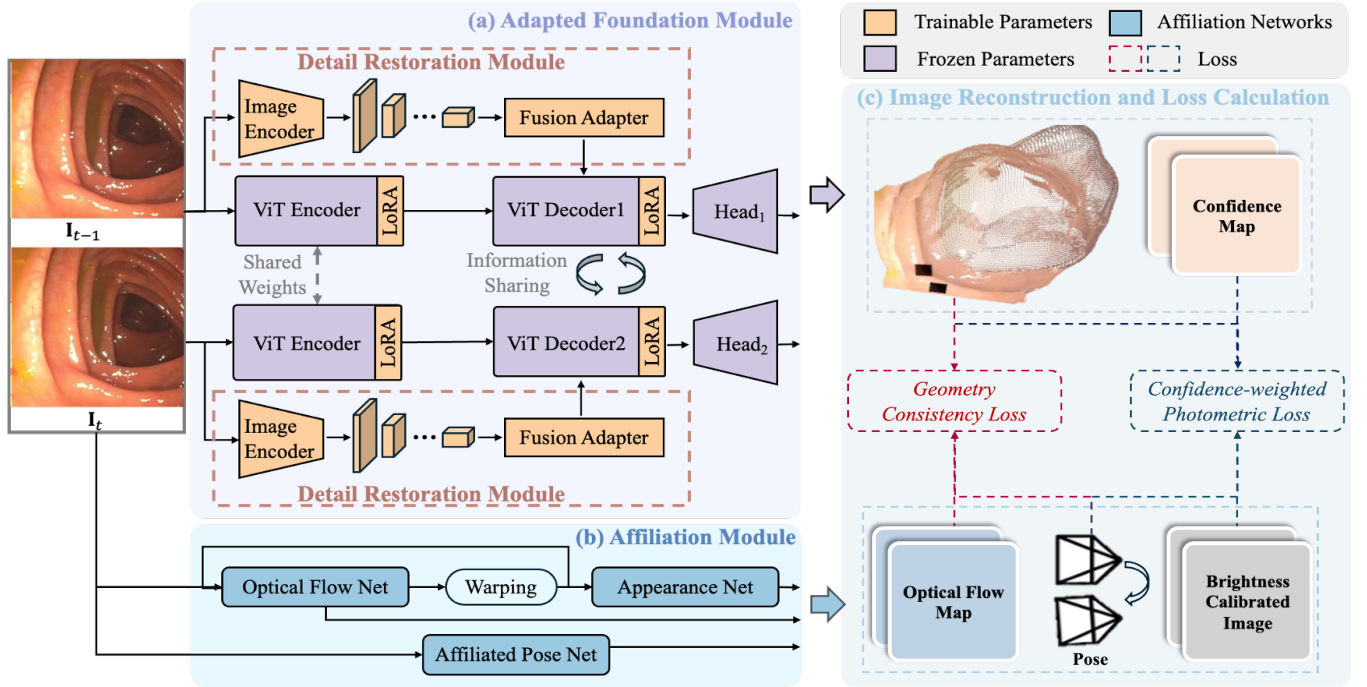 (a) Adapted Foundation Module
Detail Restoration Module
Image
Encoder
Fusion Adapter
ViT Encoder
LoRA
ViT Decoder1
LoRA
Head₁
I𝑡−1
Shared
Weights
Information
Sharing
ViT Encoder
LoRA
ViT Decoder2
LoRA
Head₂
I𝑡
Image
Encoder
Fusion Adapter
Detail Restoration Module
(b) Affiliation Module
Optical Flow Net
Warping
Appearance Net
Affiliated Pose Net
Trainable Parameters
Affiliation Networks
Frozen Parameters
Loss
(c) Image Reconstruction and Loss Calculation
Confidence
Map
Geometry
Consistency Loss
Confidence-weighted
Photometric Loss
Optical Flow
Map
Pose
Brightness
Calibrated
Image